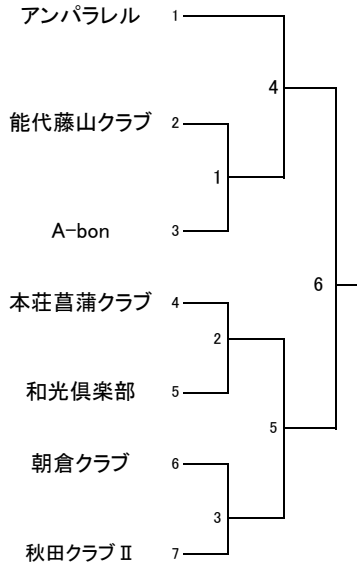 アンパラレル 1
4
能代藤山クラブ 2
1
A-bon 3
6
本荘菖蒲クラブ 4
2
和光倶楽部 5
5
朝倉クラブ 6
3
秋田クラブⅡ 7